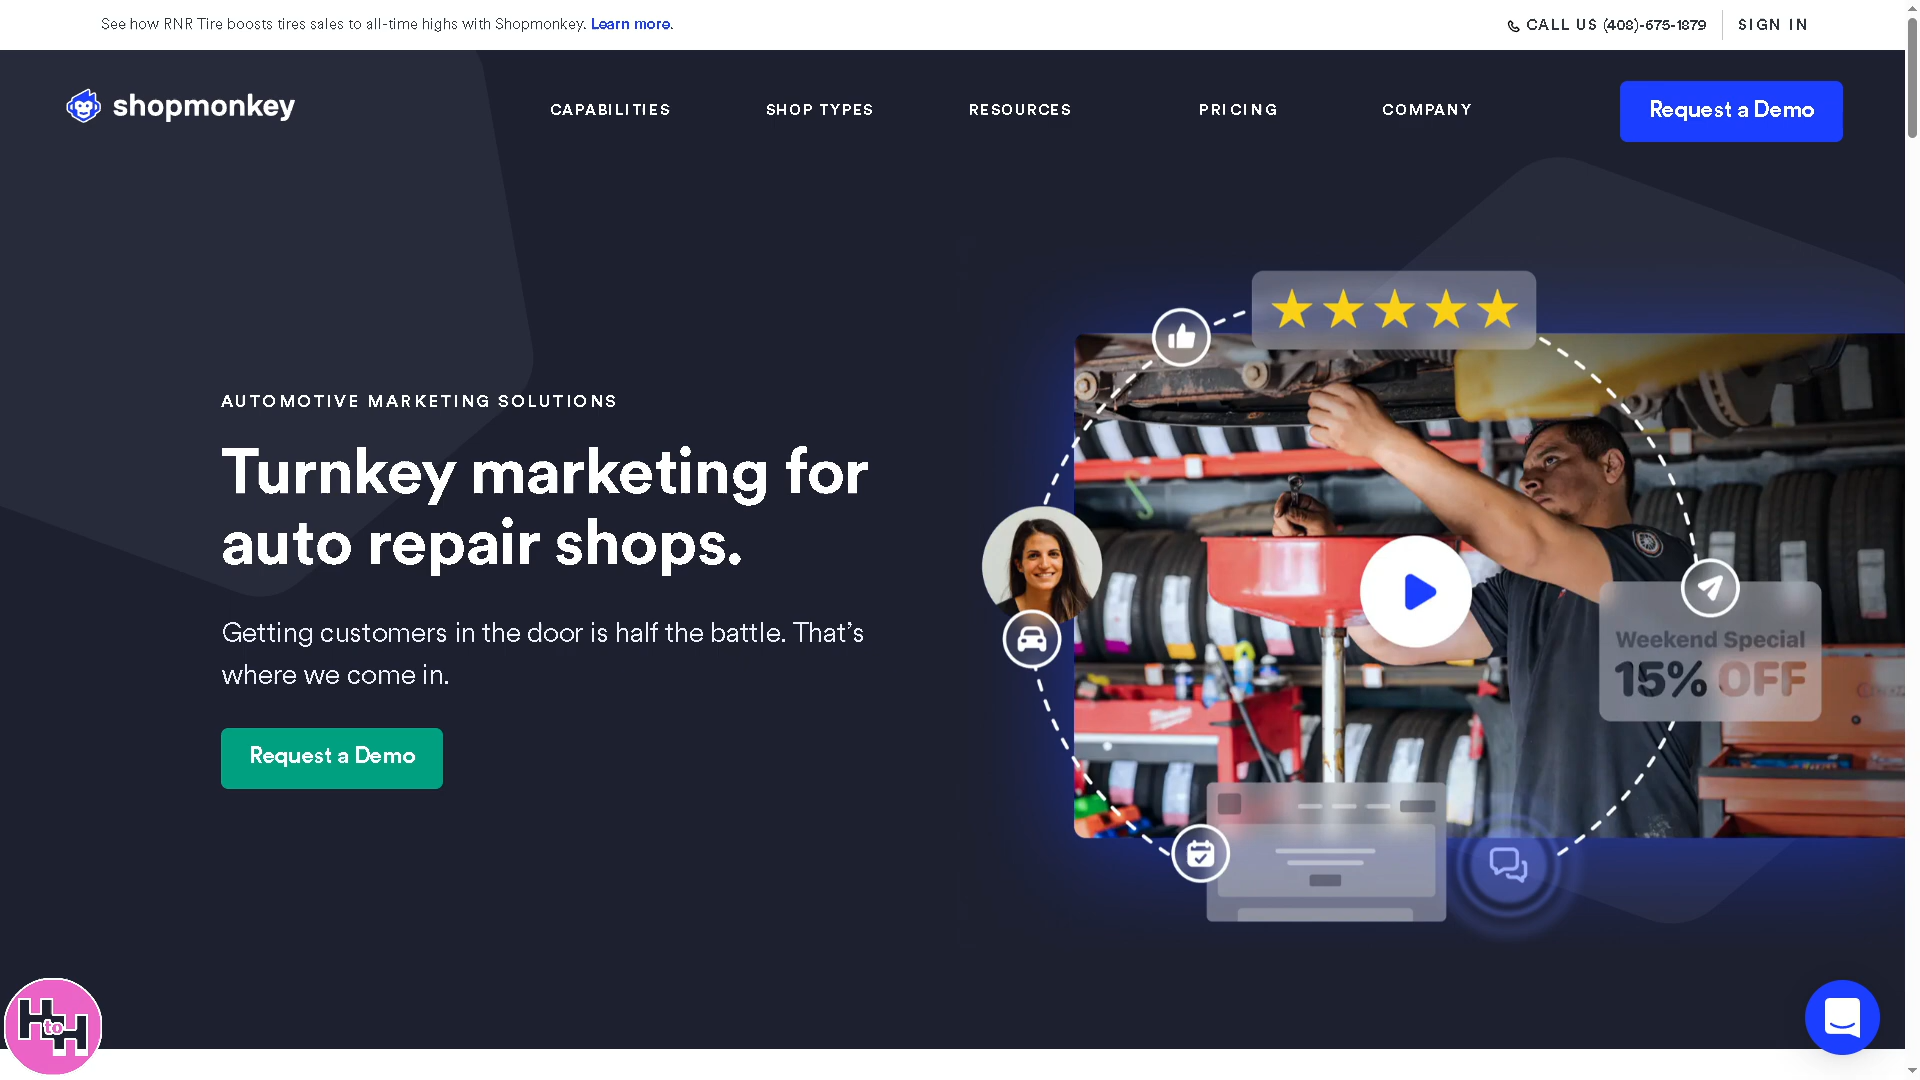 See how RNR Tire boosts tires sales to all-time highs with Shopmonkey. Learn more.
CALL US (408)-675-1879
SIGN IN
shopmonkey
CAPABILITIES
SHOP TYPES
RESOURCES
PRICING
COMPANY
Request a Demo
AUTOMOTIVE MARKETING SOLUTIONS
Turnkey marketing for
auto repair shops.
Getting customers in the door is half the battle. That’s
where we come in.
Request a Demo
Weekend Special
15% OFF
Milwaukee
H to H